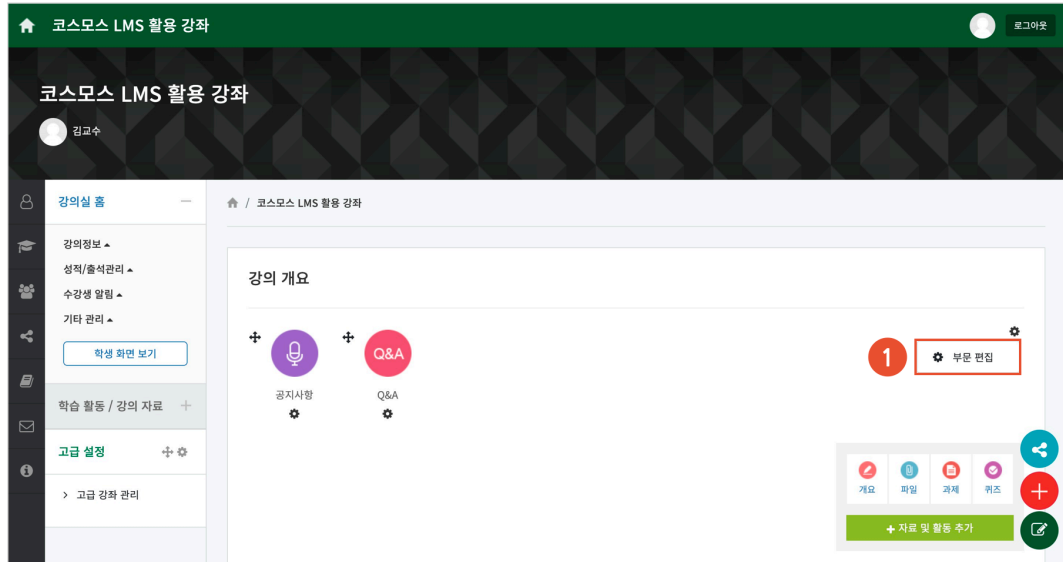 코스모스 LMS 활용 강좌
로그아웃
코스모스 LMS 활용 강좌
김교수
강의실 홈
/ 코스모스 LMS 활용 강좌
강의정보
성적/출석관리
수강생 알림
기타 관리
학생 화면 보기
학습 활동 / 강의 자료
고급 설정
> 고급 강좌 관리
강의 개요
Q&A
공지사항
Q&A
1
부문 편집
개요
파일
과제
퀴즈
+ 자료 및 활동 추가